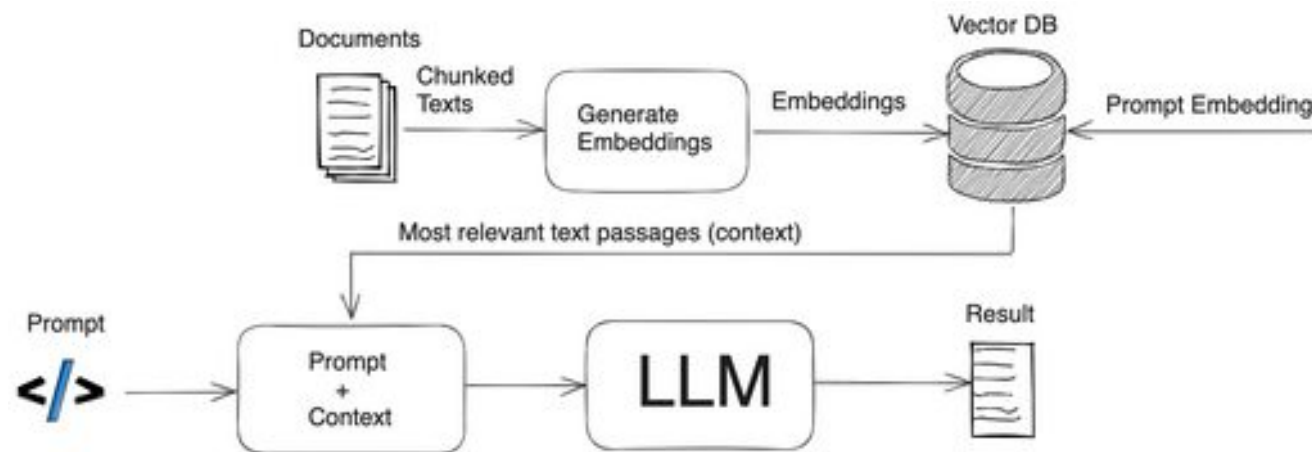 Documents
Vector DB
Chunked
Texts
Generate
Embeddings
Embeddings
Prompt Embedding
Most relevant text passages (context)
Prompt
</>
Prompt
+
Context
LLM
Result